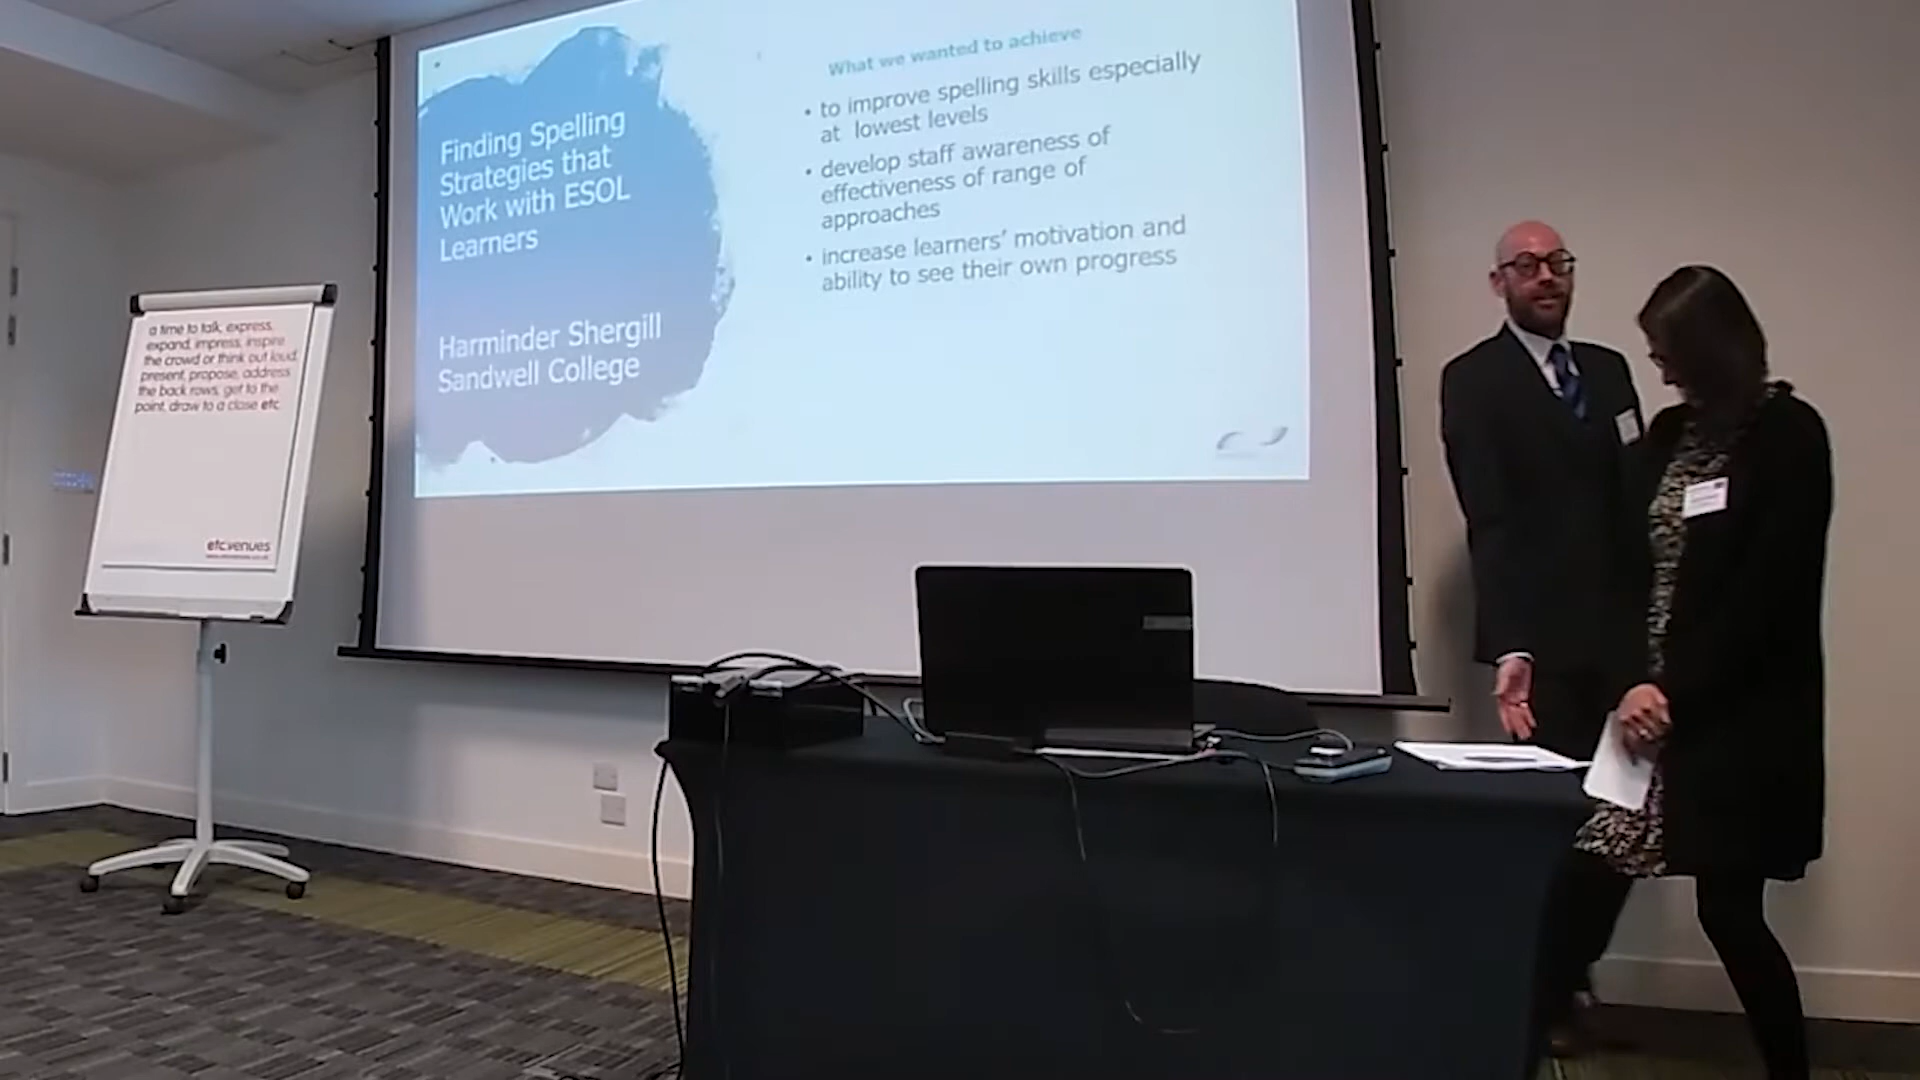 Finding Spelling
Strategies that
Work with ESOL
Learners
Harminder Shergill
Sandwell College
What we wanted to achieve
• to improve spelling skills especially
at lowest levels
• develop staff awareness of
effectiveness of range of
approaches
• increase learners' motivation and
ability to see their own progress
a time to talk, express,
expand, impress, inspire
the crowd or think out loud,
present, propose, address
the back rows, get to the
point, draw to a close etc.
etc.venues